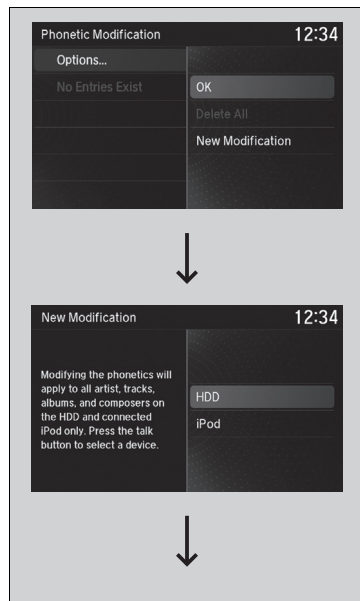 Phonetic Modification 12:34
Options...
No Entries Exist OK
Delete All
New Modification
New Modification 12:34
Modifying the phonetics will
apply to all artist, tracks,
albums, and composers on
the HDD and connected
iPod only. Press the talk
button to select a device.
HDD
iPod